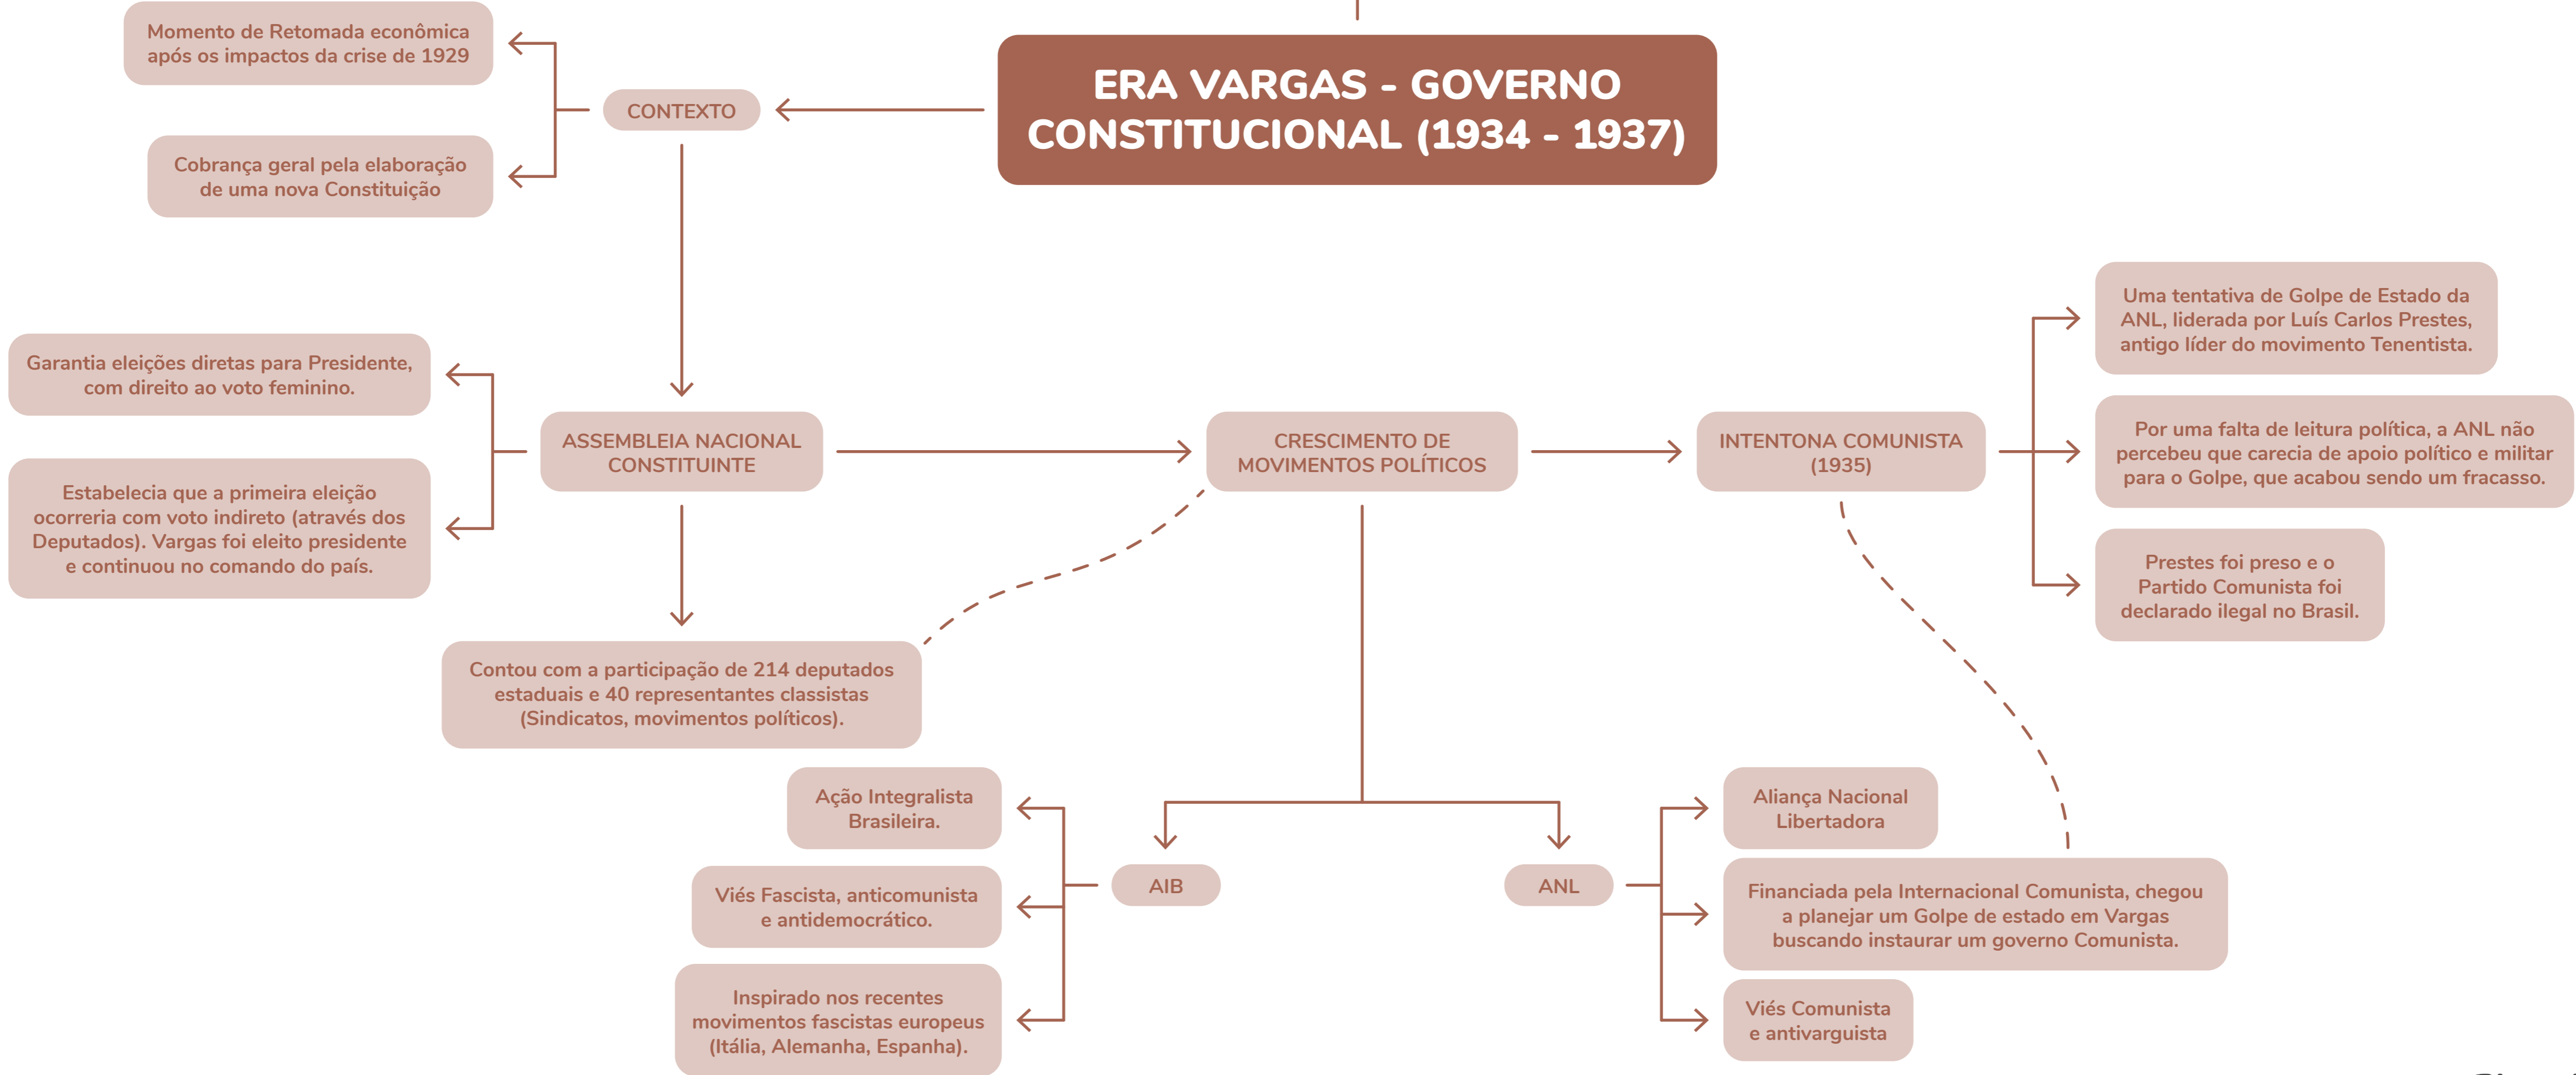 Momento de Retomada econômica
após os impactos da crise de 1929
ERA VARGAS - GOVERNO
CONSTITUCIONAL (1934 - 1937)
CONTEXTO
Cobrança geral pela elaboração
de uma nova Constituição
Garantia eleições diretas para Presidente,
com direito ao voto feminino.
Estabelecia que a primeira eleição
ocorreria com voto indireto (através dos
Deputados). Vargas foi eleito presidente
e continuou no comando do país.
ASSEMBLEIA NACIONAL
CONSTITUINTE
CRESCIMENTO DE
MOVIMENTOS POLÍTICOS
INTENTONA COMUNISTA
(1935)
Uma tentativa de Golpe de Estado da
ANL, liderada por Luís Carlos Prestes,
antigo líder do movimento Tenentista.
Por uma falta de leitura política, a ANL não
percebeu que carecia de apoio político e militar
para o Golpe, que acabou sendo um fracasso.
Prestes foi preso e o
Partido Comunista foi
declarado ilegal no Brasil.
Contou com a participação de 214 deputados
estaduais e 40 representantes classistas
(Sindicatos, movimentos políticos).
Ação Integralista
Brasileira.
Viés Fascista, anticomunista
e antidemocrático.
Inspirado nos recentes
movimentos fascistas europeus
(Itália, Alemanha, Espanha).
AIB
ANL
Aliança Nacional
Libertadora
Financiada pela Internacional Comunista, chegou
a planejar um Golpe de estado em Vargas
buscando instaurar um governo Comunista.
Viés Comunista
e antivarguista